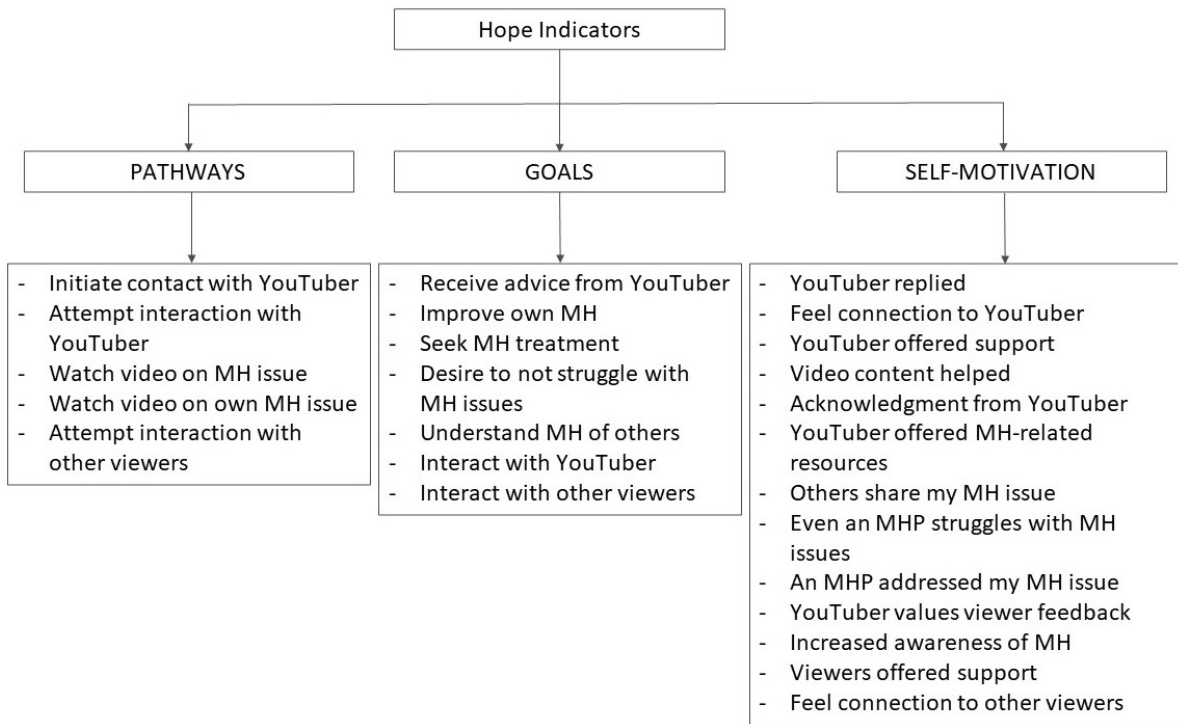 Hope Indicators
PATHWAYS
- Initiate contact with YouTuber
- Attempt interaction with
YouTuber
- Watch video on MH issue
- Watch video on own MH issue
- Attempt interaction with
other viewers
GOALS
- Receive advice from YouTuber
- Improve own MH
- Seek MH treatment
- Desire to not struggle with
MH issues
- Understand MH of others
- Interact with YouTuber
- Interact with other viewers
SELF-MOTIVATION
- YouTuber replied
- Feel connection to YouTuber
- YouTuber offered support
- Video content helped
- Acknowledgment from YouTuber
- YouTuber offered MH-related
resources
- Others share my MH issue
- Even an MHP struggles with MH
issues
- An MHP addressed my MH issue
- YouTuber values viewer feedback
- Increased awareness of MH
- Viewers offered support
- Feel connection to other viewers